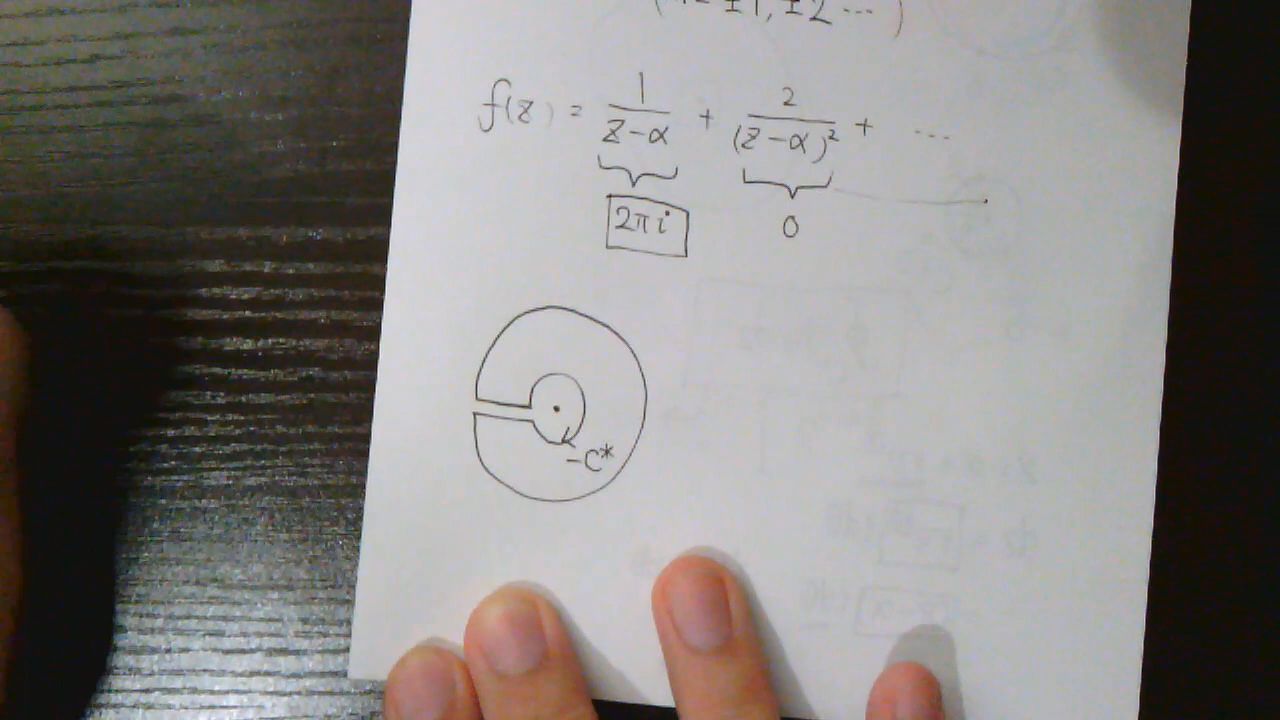 f(z) = 1/(z-α) + 2/(z-α)² + ...
2πi 0
-C*